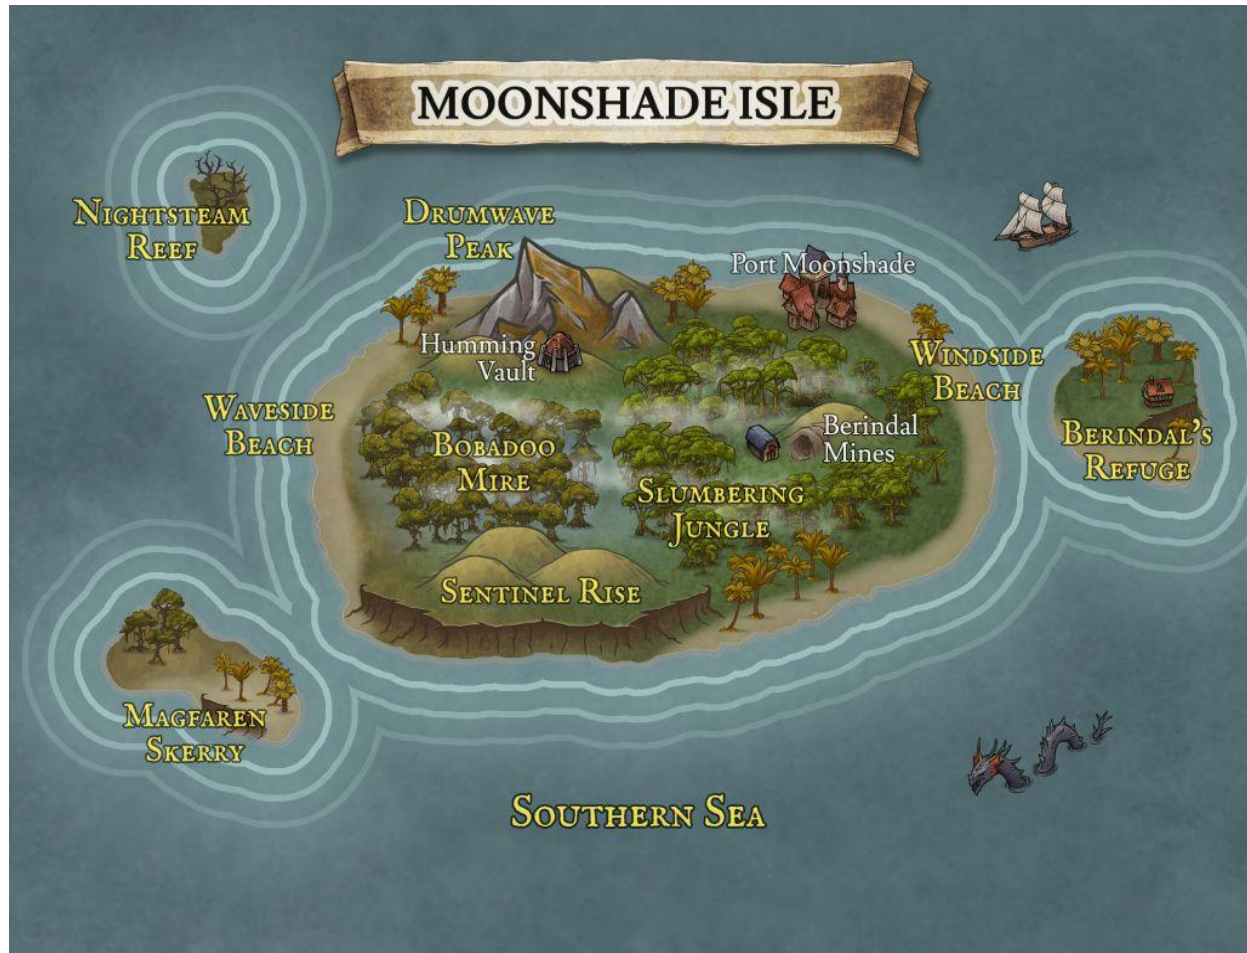 MOONSHADE ISLE
NIGHTSTEAM
REEF
DRUMWAVE
PEAK
Port Moonshade
Humming
Vault
WINDSIDE
BEACH
WAVESIDE
BEACH
BOBADOO
MIRE
Berindal
Mines
BERINDAL'S
REFUGE
SLUMBERING
JUNGLE
SENTINEL RISE
MAGFAREN
SKERRY
SOUTHERN SEA